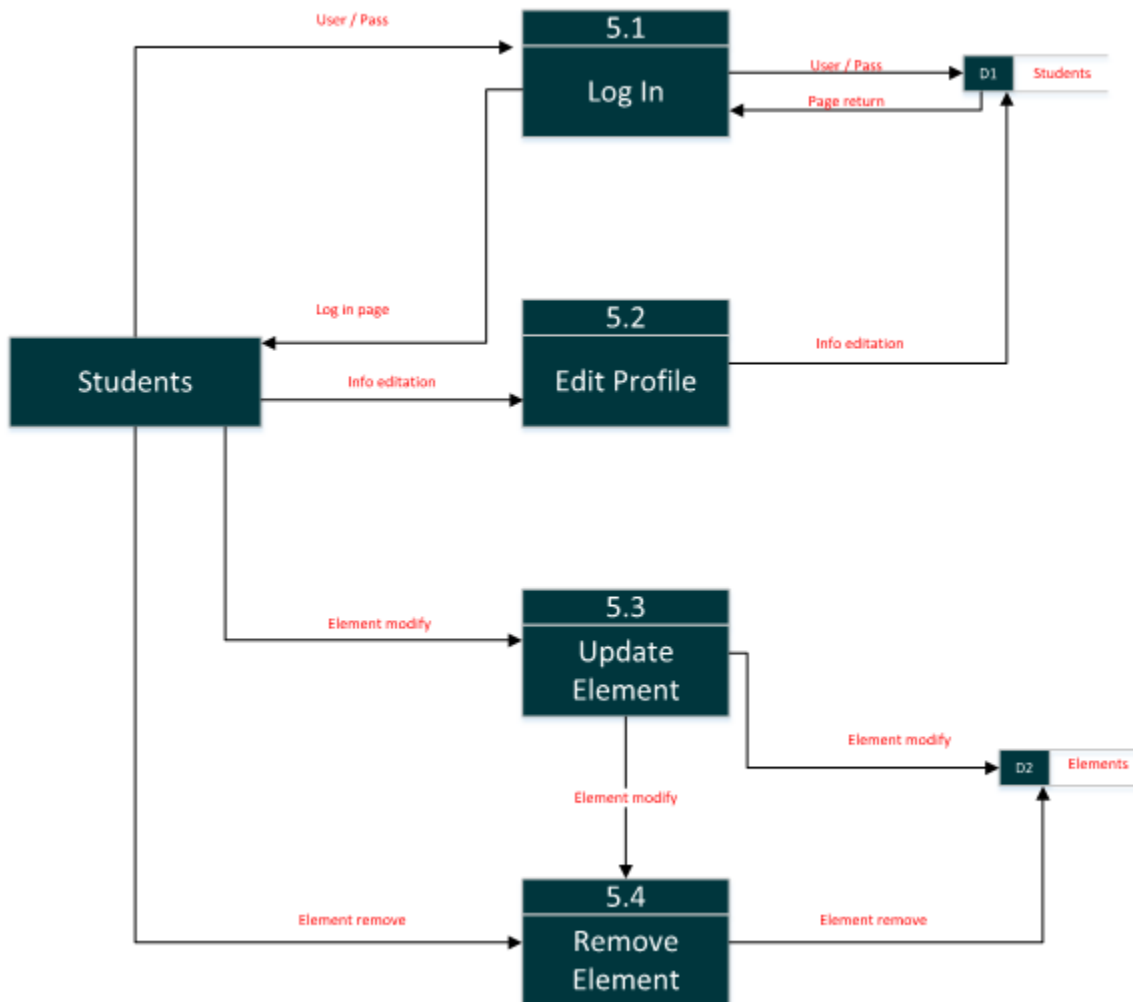 User / Pass
5.1
Log In
User / Pass
D1
Students
Page return
Log in page
5.2
Students
Info editation
Edit Profile
Info editation
5.3
Element modify
Update
Element
Element modify
D2
Elements
Element modify
5.4
Element remove
Remove
Element
Element remove